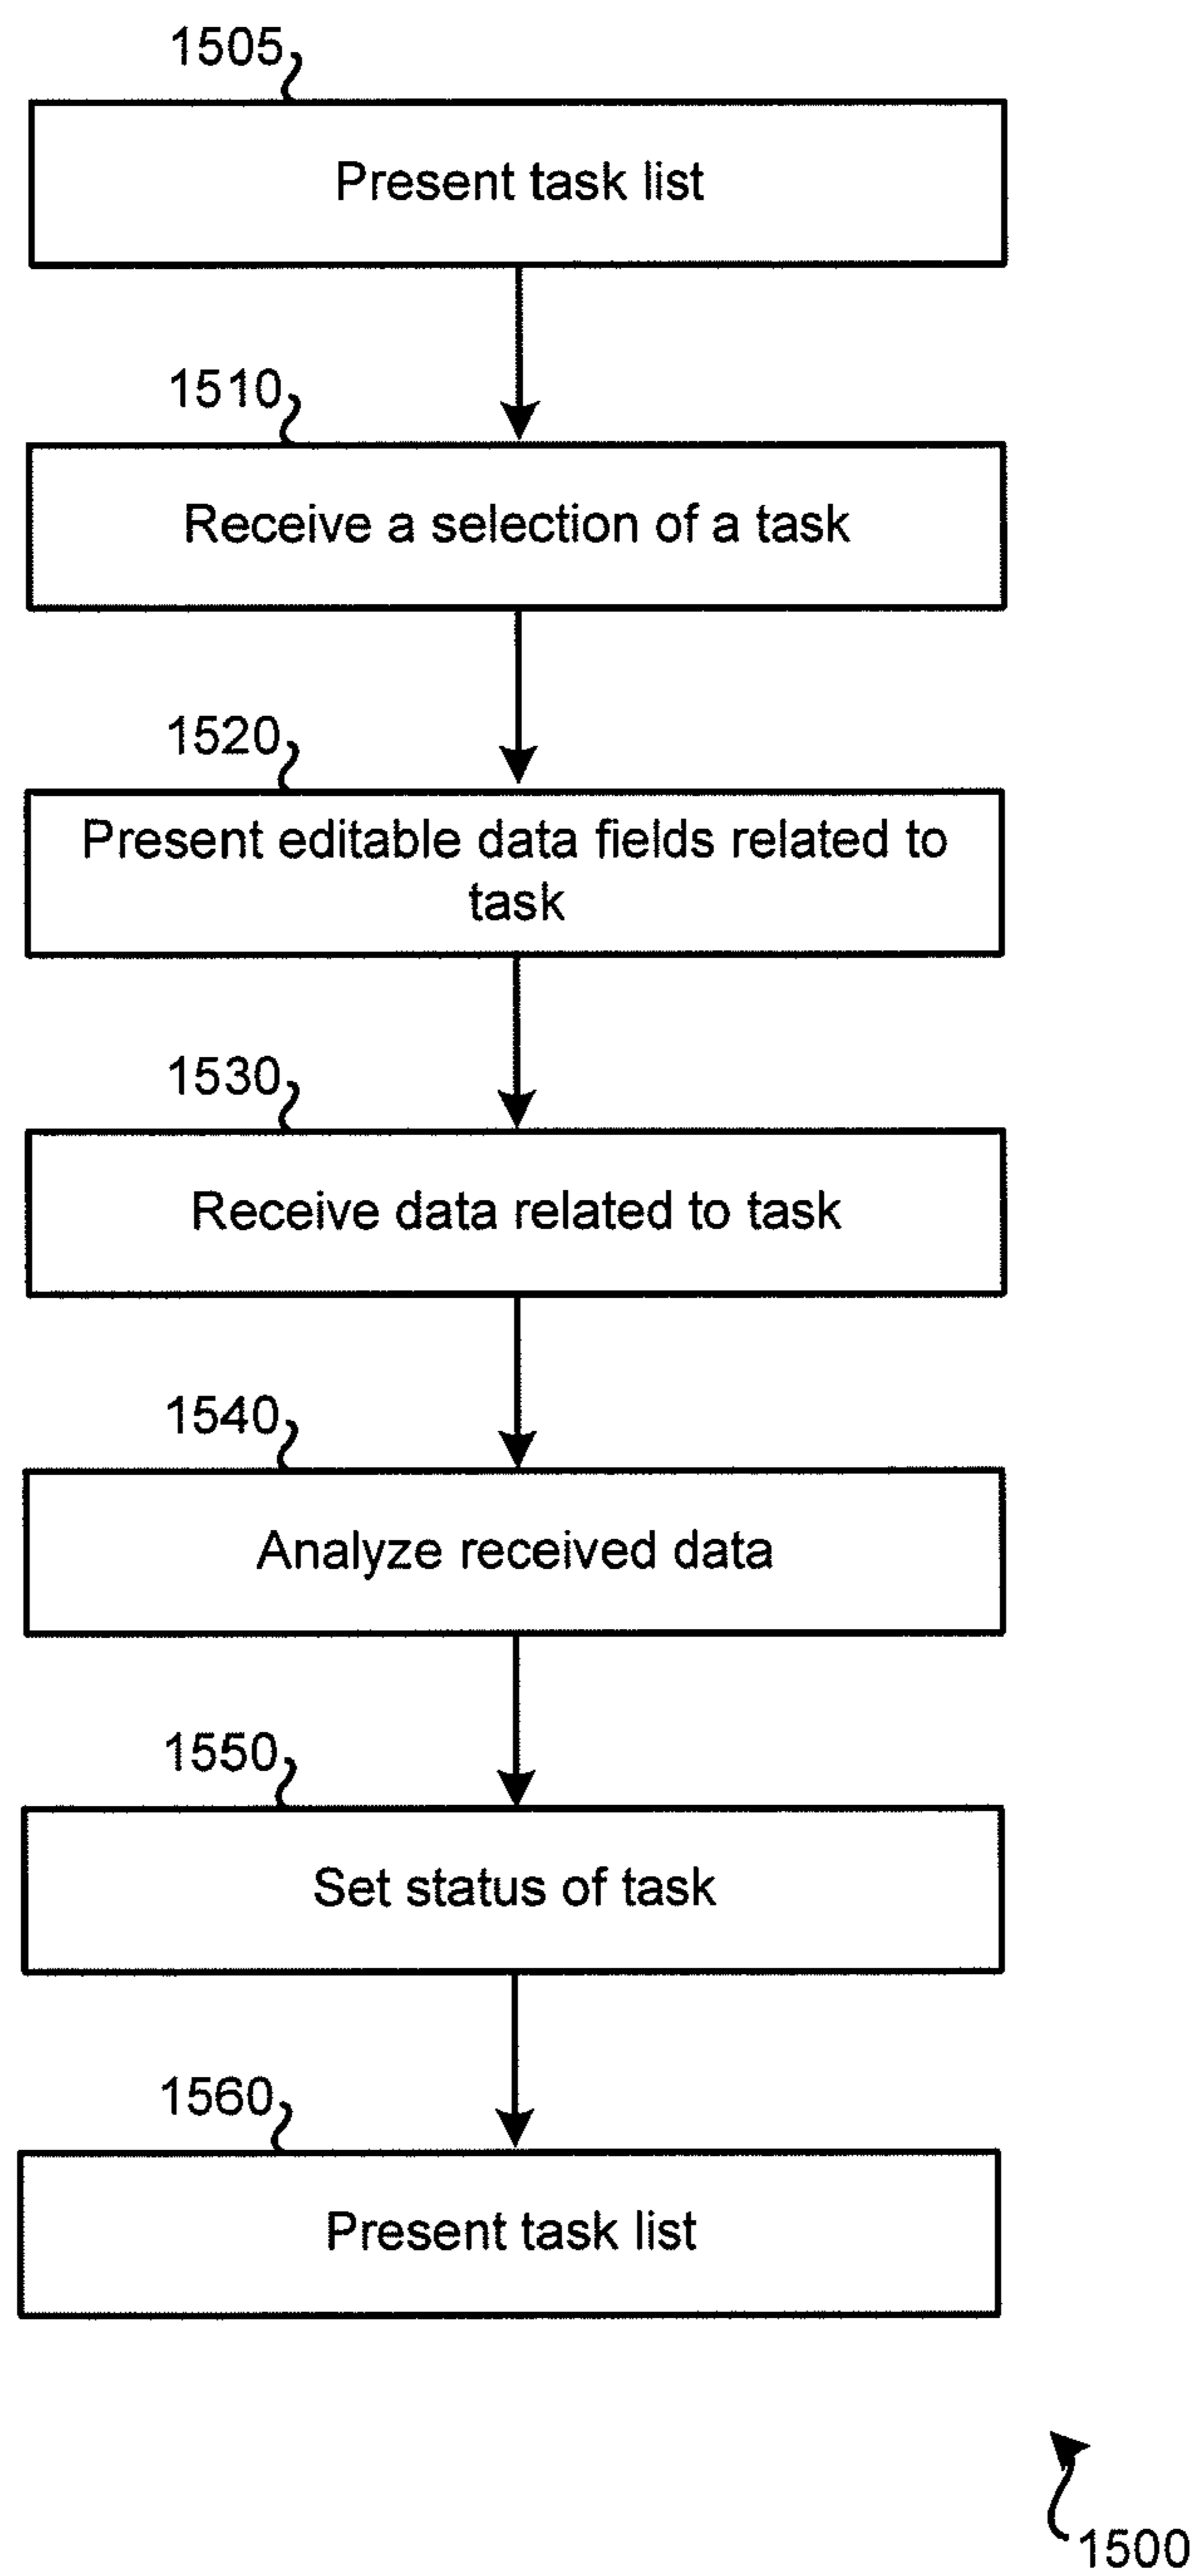 1505
Present task list
1510
Receive a selection of a task
1520
Present editable data fields related to
task
1530
Receive data related to task
1540
Analyze received data
1550
Set status of task
1560
Present task list
1500